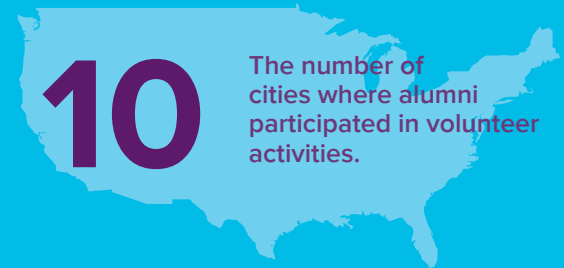 10
The number of
cities where alumni
participated in volunteer
activities.